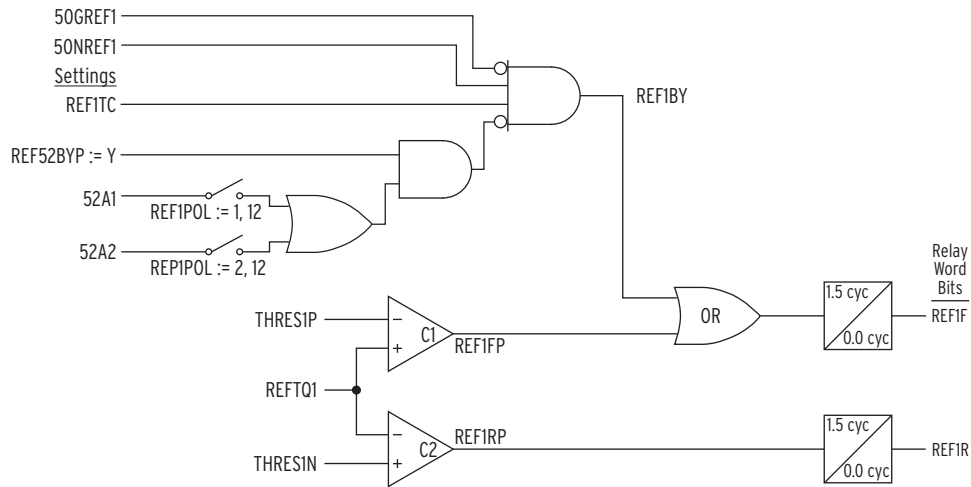 50GREF1
50NREF1
Settings
REF1TC
REF1BY
REF52BYP := Y
52A1
REF1POL := 1, 12
52A2
REP1POL := 2, 12
Relay
Word
Bits
1.5 cyc
0.0 cyc
REF1F
OR
THRES1P
C1
REF1FP
REFTQ1
REF1RP
C2
THRES1N
1.5 cyc
0.0 cyc
REF1R